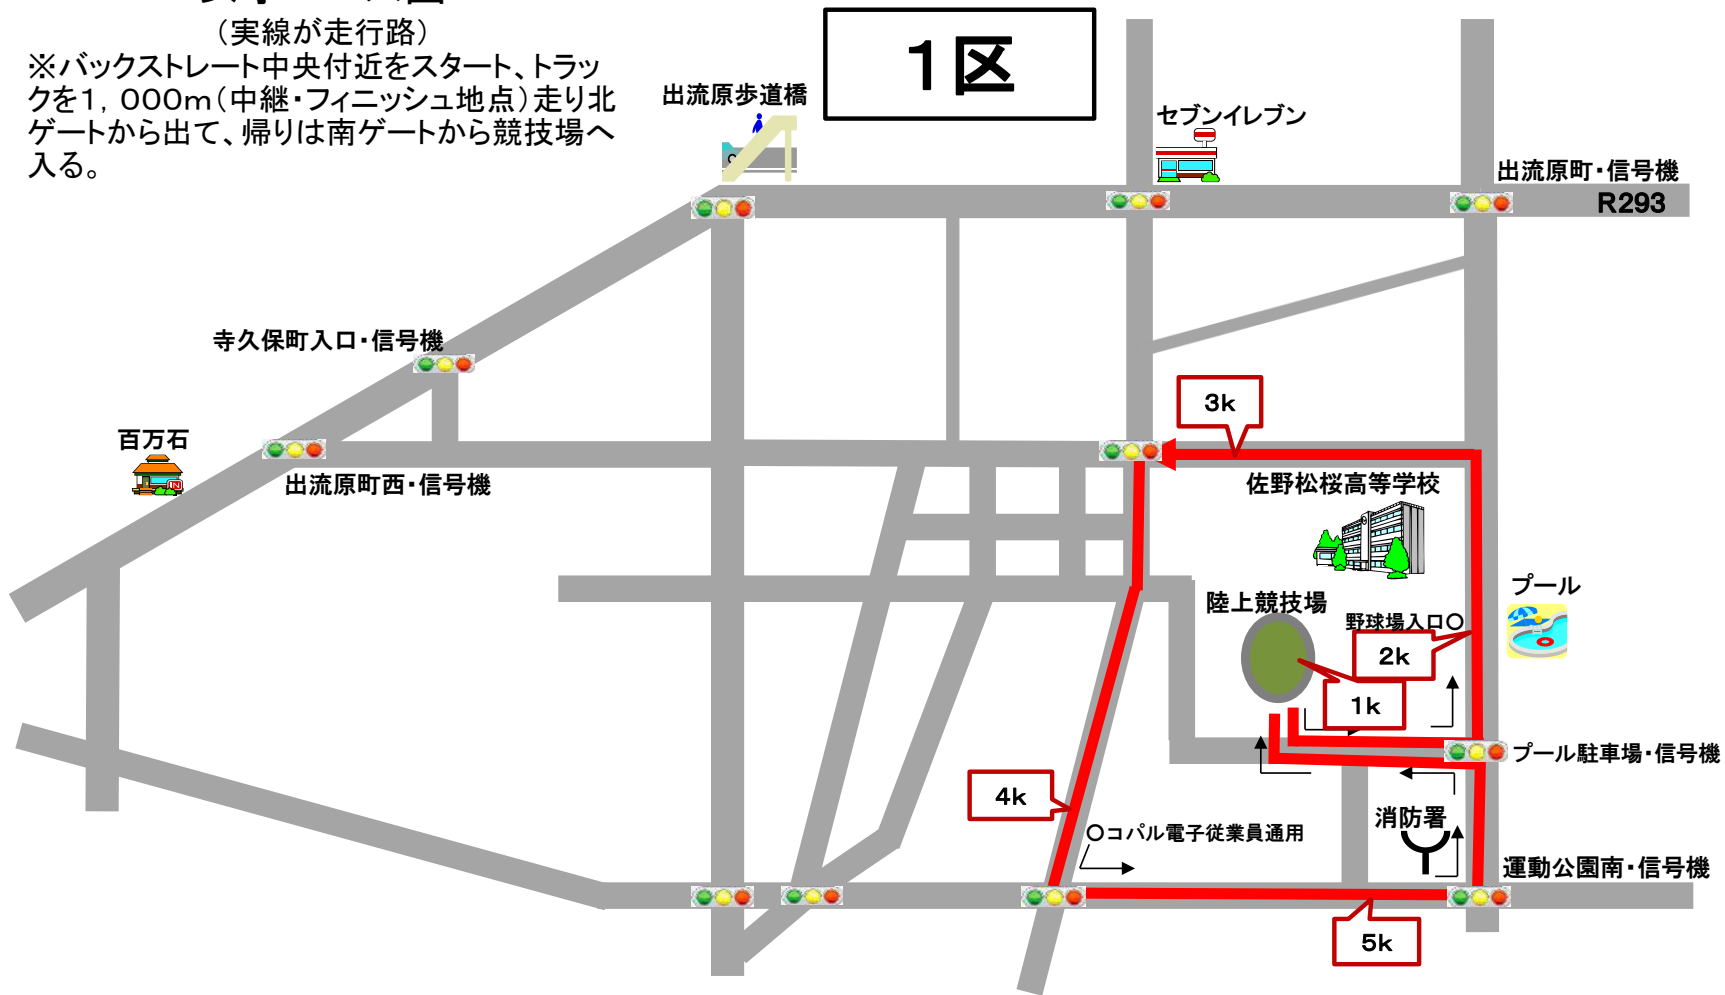 （実線が走行路）
※バックストレート中央付近をスタート、トラッ
クを１，０００ｍ（中継・フィニッシュ地点）走り北
ゲートから出て、帰りは南ゲートから競技場へ
入る。
１区
出流原歩道橋
セブンイレブン
出流原町・信号機
R293
寺久保町入口・信号機
百万石
出流原町西・信号機
3k
佐野松桜高等学校
陸上競技場
野球場入口○
プール
2k
1k
プール駐車場・信号機
4k
○コパル電子従業員通用
消防署
運動公園南・信号機
5k